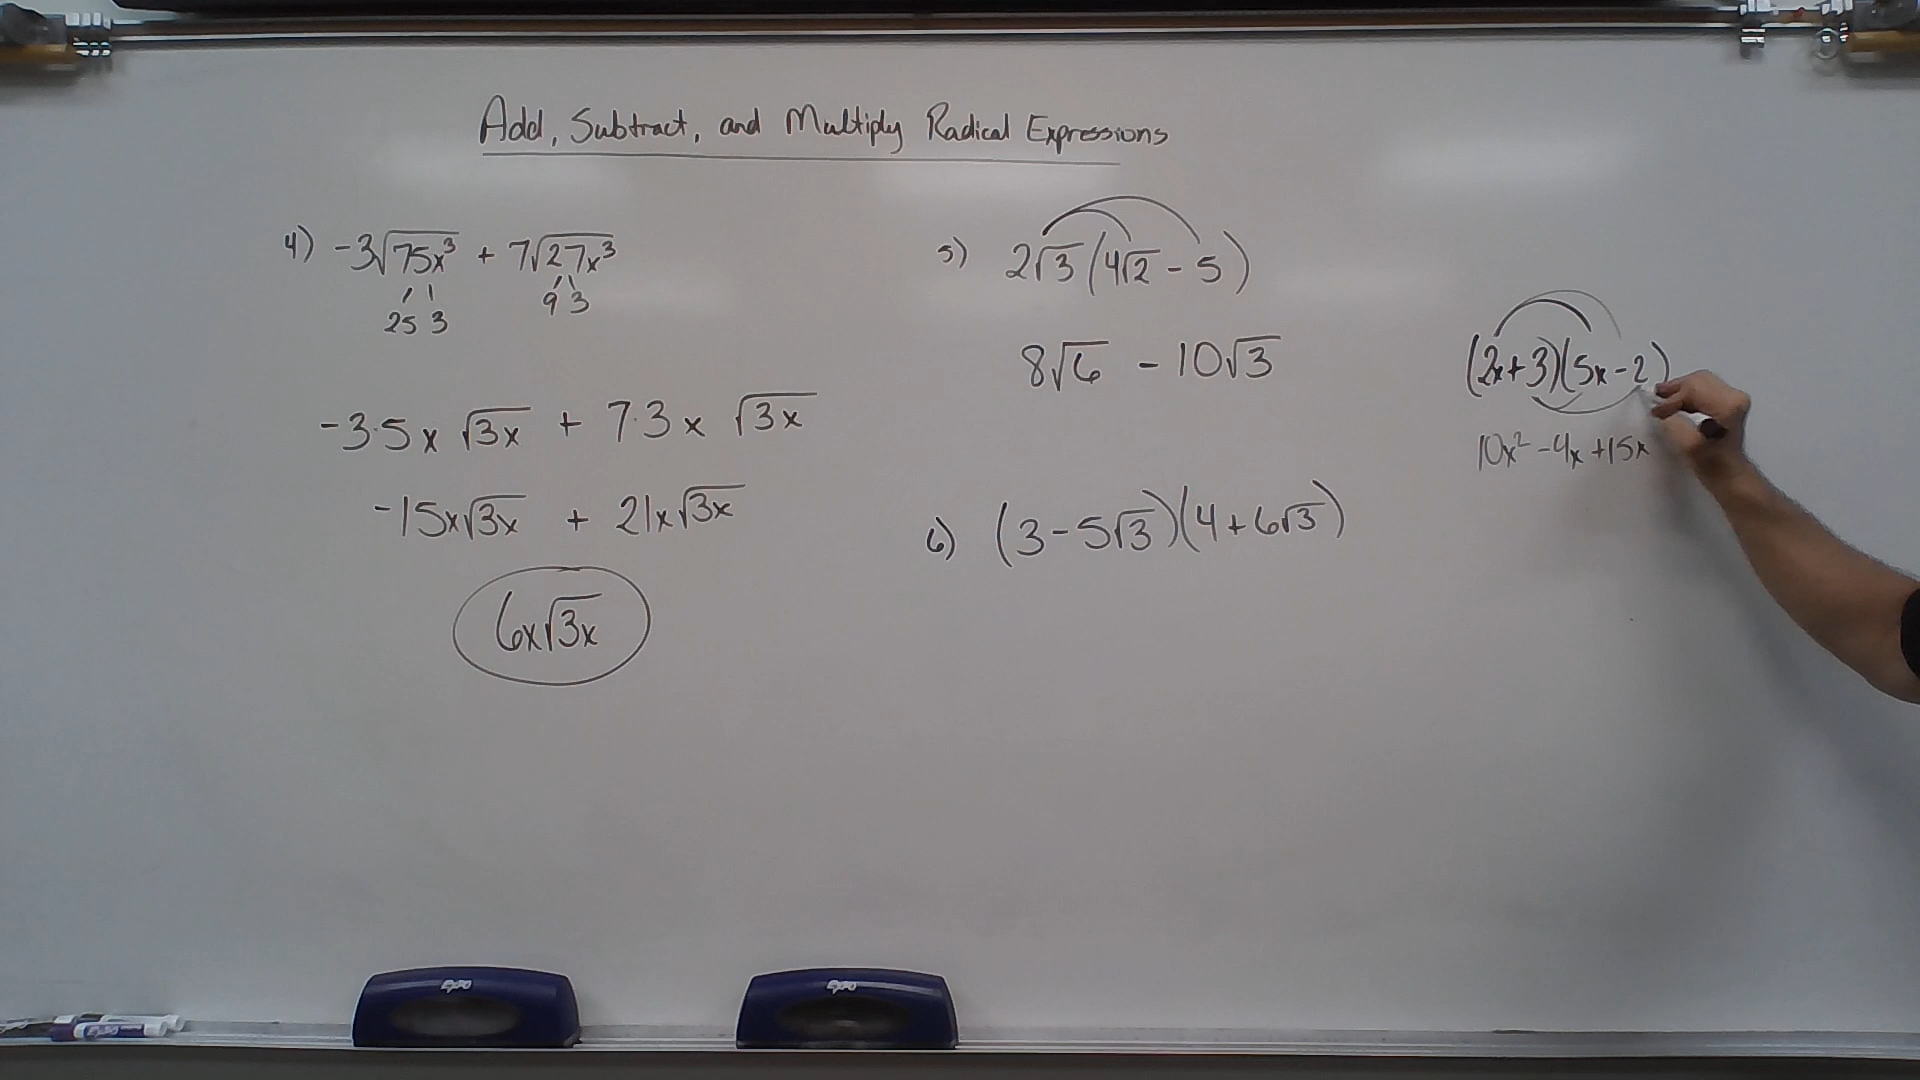 Add, Subtract, and Multiply Radical Expressions
4) -3√75x³ + 7√27x³
25 3 9 3
-3·5x √3x + 7·3x √3x
-15x√3x + 21x√3x
6x√3x
5) 2√3(4√2 - 5)
8√6 - 10√3
6) (3-5√3)(4+6√3)
(2x+3)(5x-2)
10x² -4x +15x
EXPO
EXPO